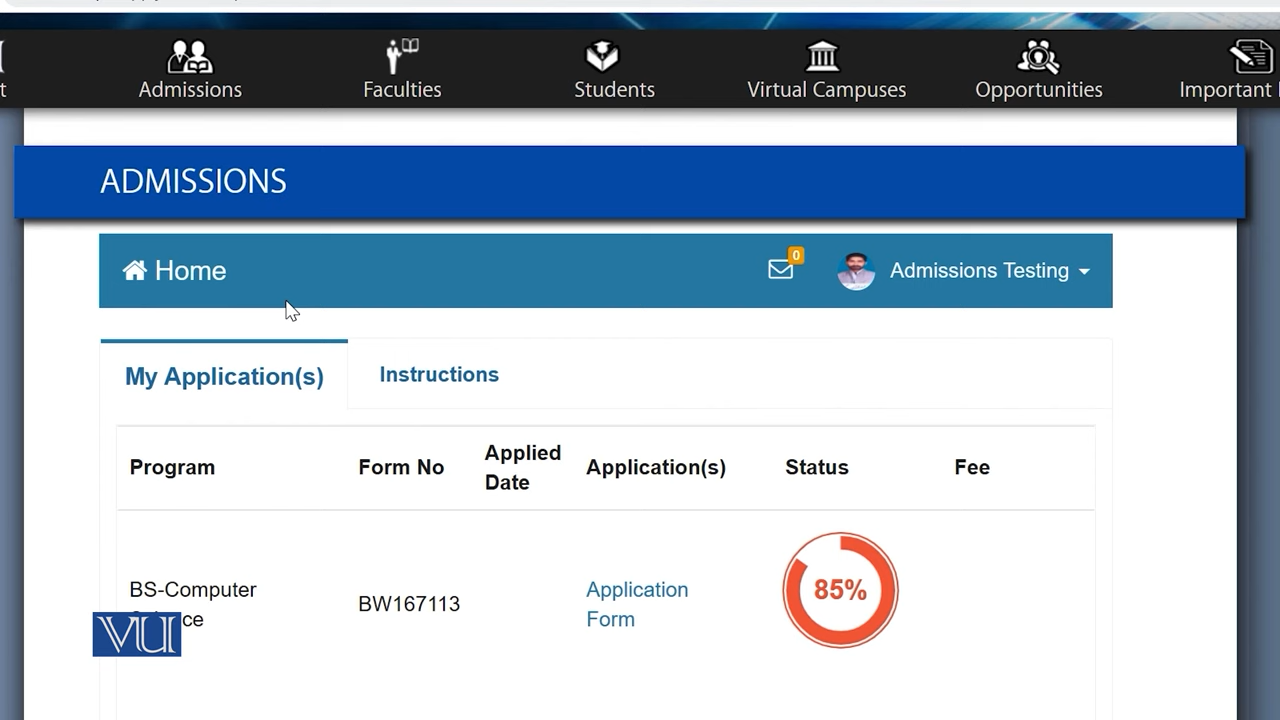 t
Admissions
Faculties
Students
Virtual Campuses
Opportunities
Important
ADMISSIONS
Home
0
Admissions Testing
My Application(s)
Instructions
Program
Form No
Applied
Date
Application(s)
Status
Fee
BS-Computer
ce
BW167113
Application
Form
85%
VU